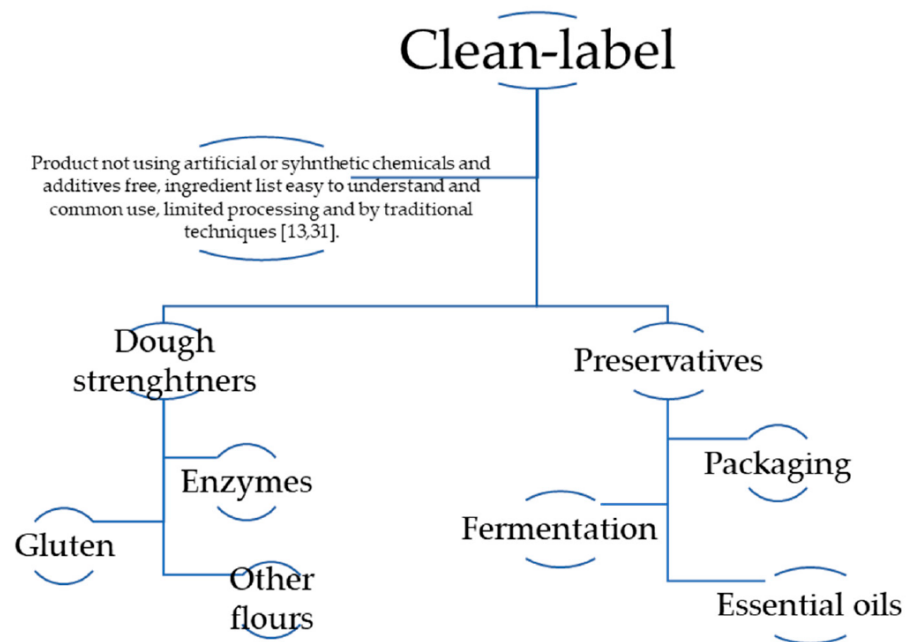 Clean-label
Product not using artificial or syhnthetic chemicals and
additives free, ingredient list easy to understand and
common use, limited processing and by traditional
techniques [13,31].
Dough
strenghtners
Preservatives
Enzymes
Packaging
Gluten
Fermentation
Other
flours
Essential oils